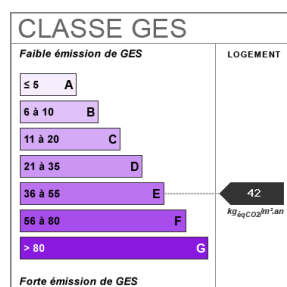 CLASSE GES
Faible émission de GES
LOGEMENT
≤ 5 A
6 à 10 B
11 à 20 C
21 à 35 D
36 à 55 E
42
kgéqCO2/m².an
56 à 80 F
> 80 G
Forte émission de GES